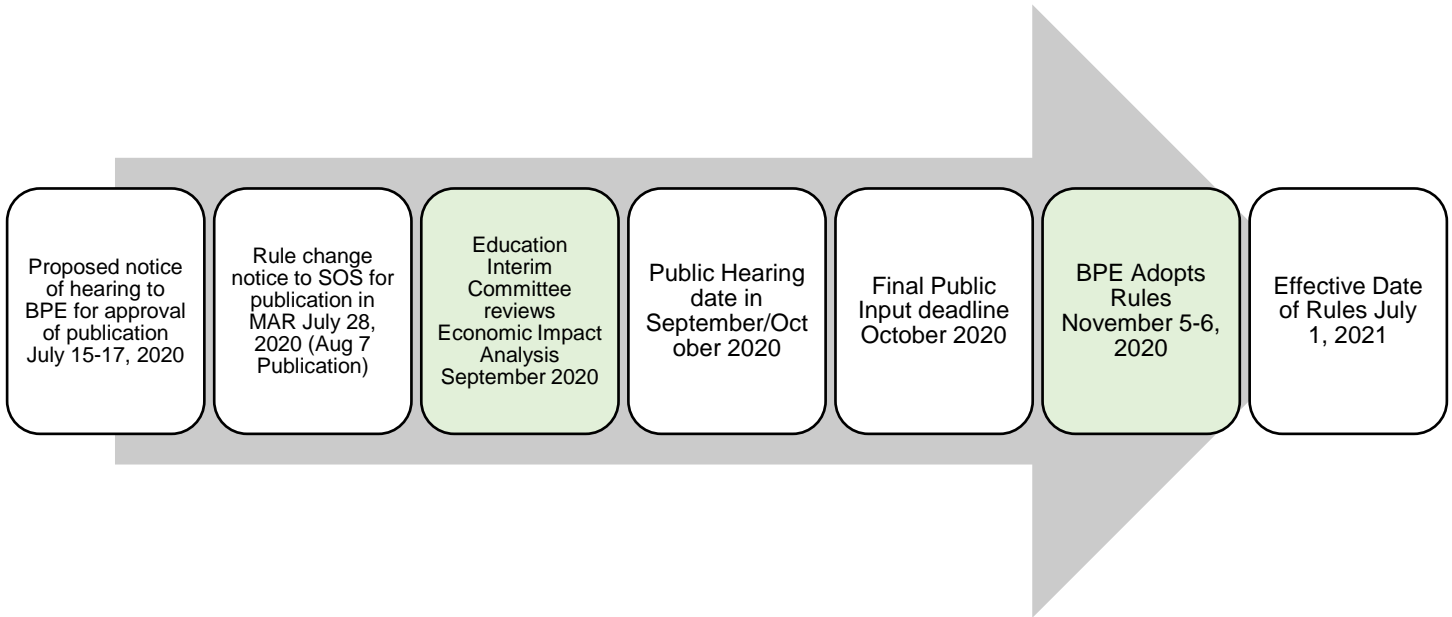 Proposed notice
of hearing to
BPE for approval
of publication
July 15-17, 2020
Rule change
notice to SOS for
publication in
MAR July 28,
2020 (Aug 7
Publication)
Education
Interim
Committee
reviews
Economic Impact
Analysis
September 2020
Public Hearing
date in
September/Oct
ober 2020
Final Public
Input deadline
October 2020
BPE Adopts
Rules
November 5-6,
2020
Effective Date
of Rules July
1, 2021